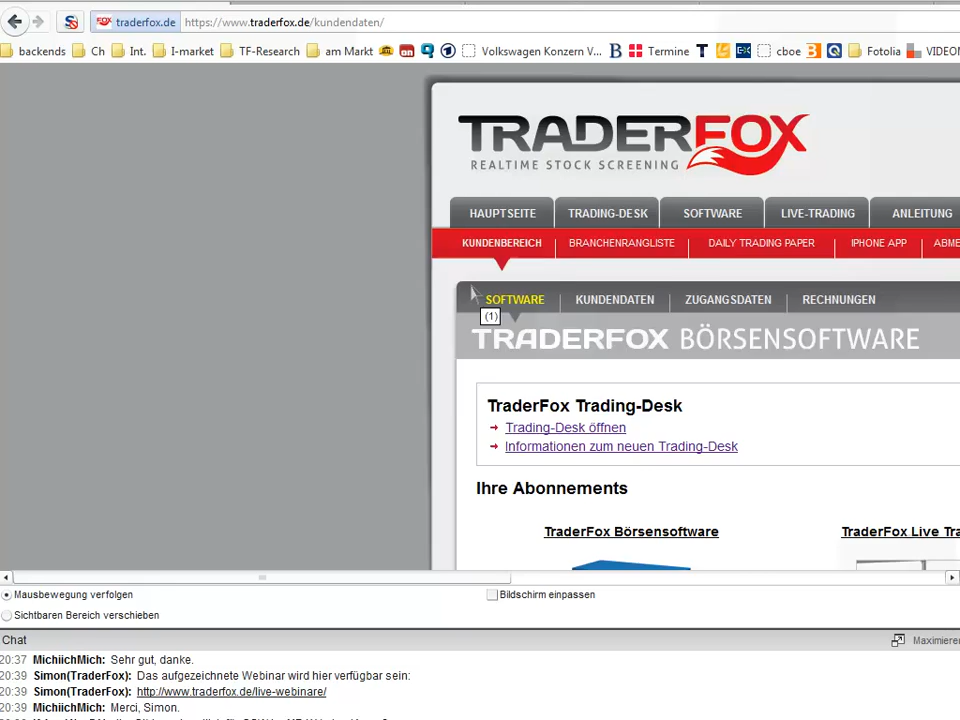 traderfox.de https://www.traderfox.de/kundendaten/
backends Ch Int. I-market TF-Research am Markt Volkswagen Konzern V... B Termine T cboe B Q Fotolia
TRADERFOX
REALTIME STOCK SCREENING
HAUPTSEITE TRADING-DESK SOFTWARE LIVE-TRADING ANLEITUNG
KUNDENBEREICH BRANCHENRANGLISTE DAILY TRADING PAPER IPHONE APP
SOFTWARE KUNDENDATEN ZUGANGSDATEN RECHNUNGEN
(1)
TRADERFOX BÖRSENSOFTWARE
TraderFox Trading-Desk
Trading-Desk öffnen
Informationen zum neuen Trading-Desk
Ihre Abonnements
TraderFox Börsensoftware TraderFox Live
Mausbewegung verfolgen Bildschirm einpassen
Sichtbaren Bereich verschieben
Chat Maximieren
20:37 MichiichMich: Sehr gut, danke.
20:39 Simon(TraderFox): Das aufgezeichnete Webinar wird hier verfügbar sein:
20:39 Simon(TraderFox): http://www.traderfox.de/live-webinare/
20:39 MichiichMich: Merci, Simon.